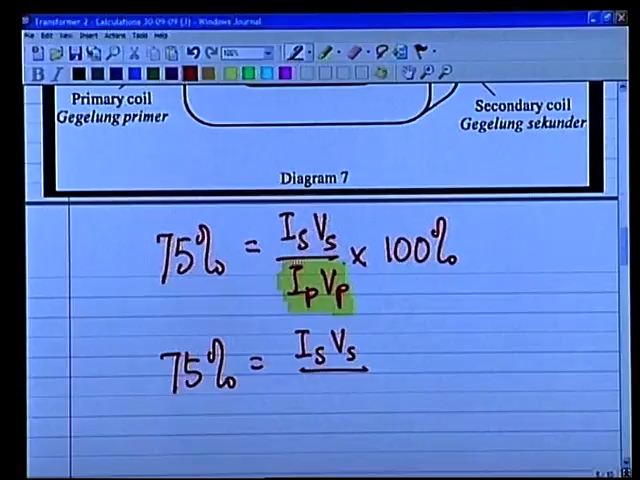 Transformer 2 - Calculations 30-09-09 (J) - Windows Journal
File Edit View Insert Actions Tools Help
100%
B I
Primary coil
Gegelung primer
Secondary coil
Gegelung sekunder
Diagram 7
75% = IsVs / IpVp × 100%
75% = IsVs